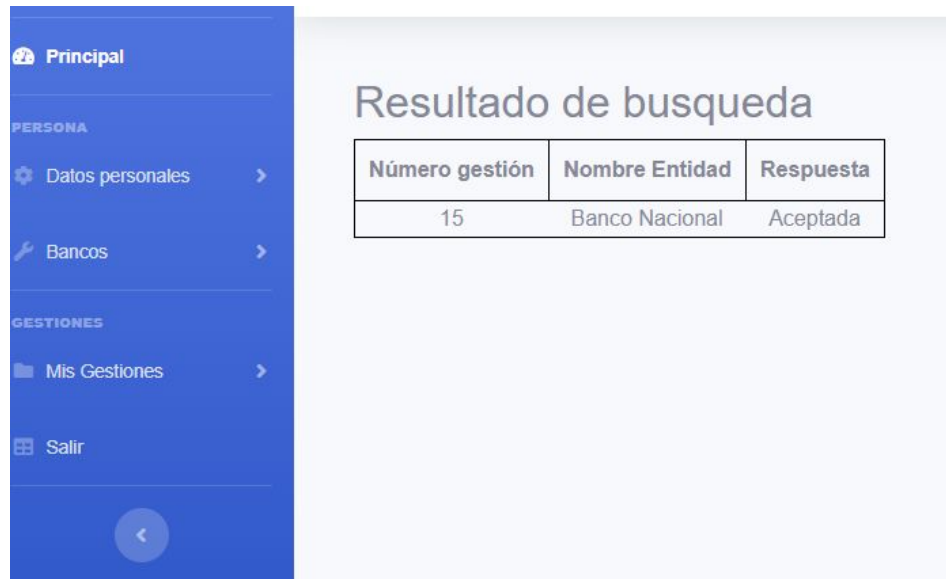 Principal
PERSONA
Datos personales
Bancos
GESTIONES
Mis Gestiones
Salir
Resultado de busqueda
Número gestión Nombre Entidad Respuesta
15 Banco Nacional Aceptada